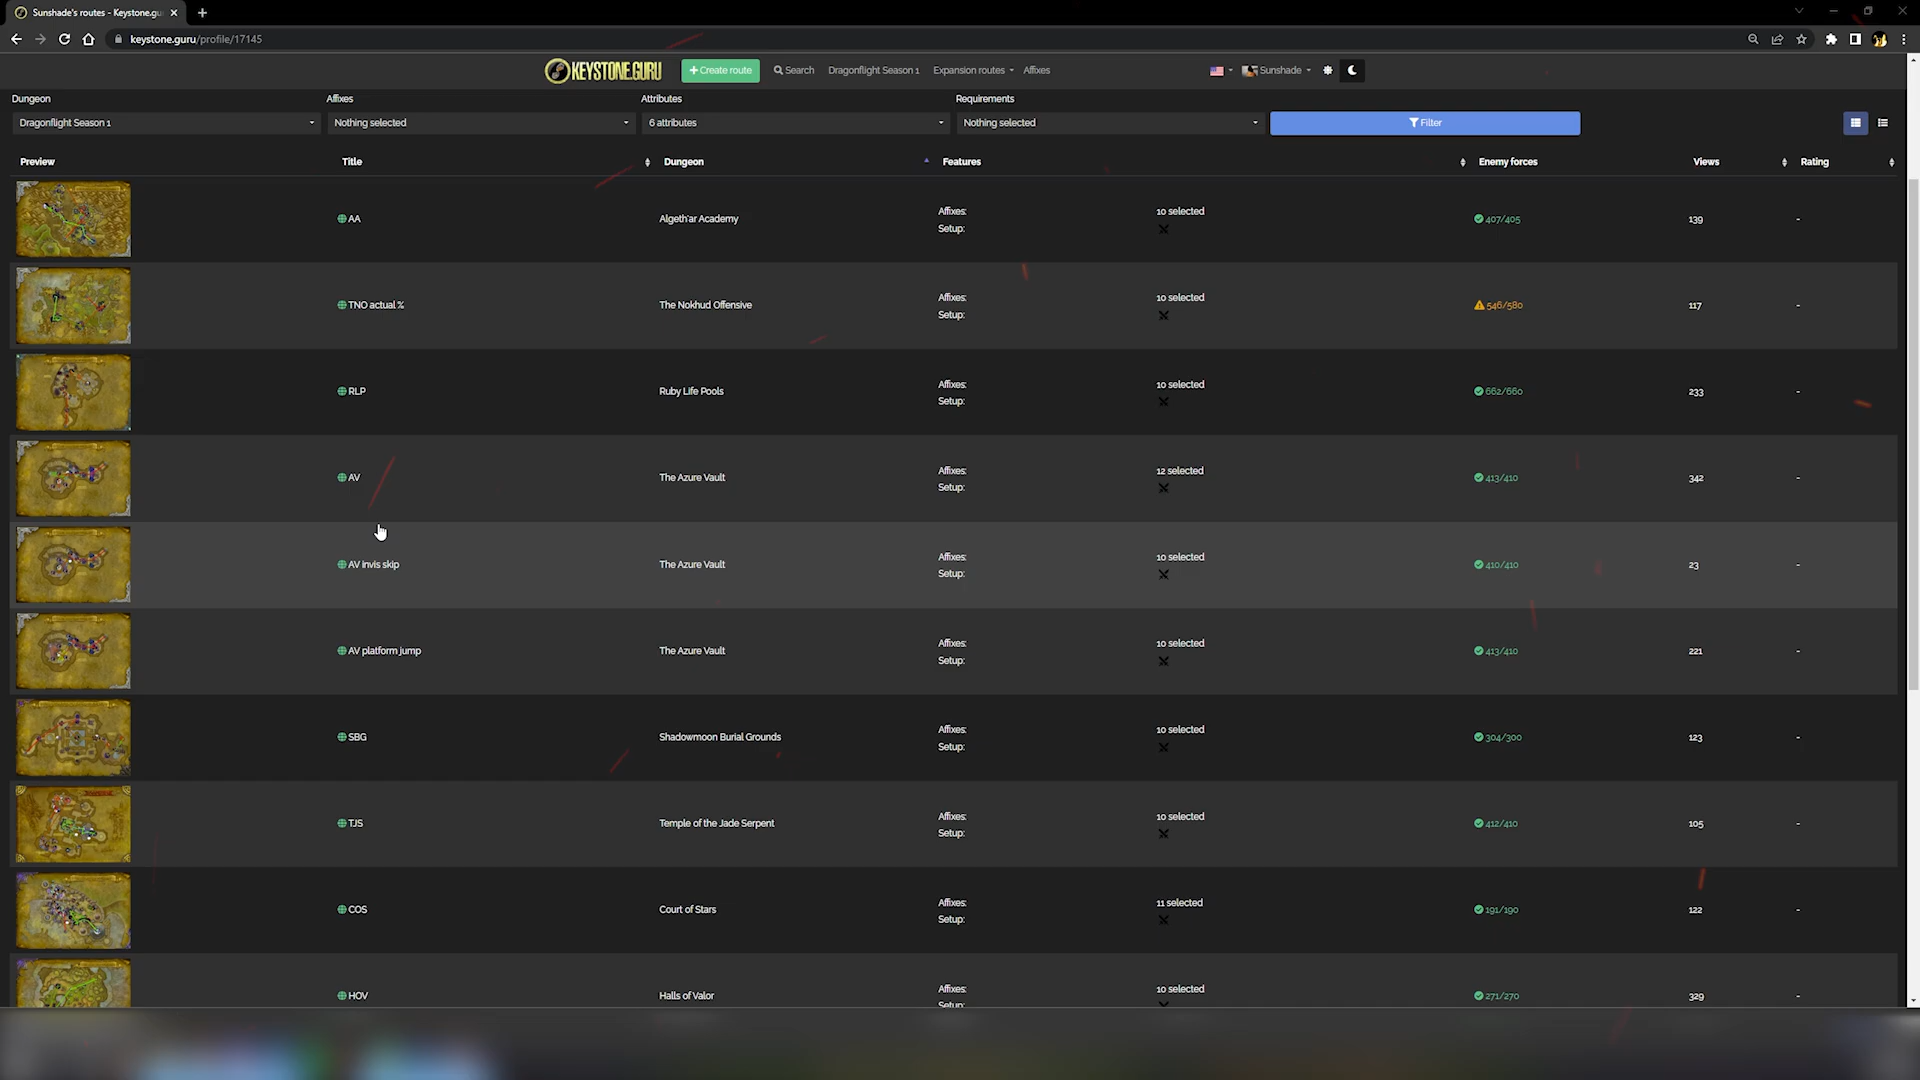 Sunshade's routes - Keystone.gu
keystone.guru/profile/17145
KEYSTONE.GURU
+Create route
Search
Dragonflight Season 1
Expansion routes
Affixes
Sunshade
Dungeon Affixes Attributes Requirements
Dragonflight Season 1 Nothing selected 6 attributes Nothing selected Filter
Preview Title Dungeon Features Enemy forces Views Rating
AA Algeth'ar Academy Affixes: 10 selected 407/405 139 -
Setup:
TNO actual % The Nokhud Offensive Affixes: 10 selected 546/580 117 -
Setup:
RLP Ruby Life Pools Affixes: 10 selected 662/660 233 -
Setup:
AV The Azure Vault Affixes: 12 selected 413/410 342 -
Setup:
AV invis skip The Azure Vault Affixes: 10 selected 410/410 23 -
Setup:
AV platform jump The Azure Vault Affixes: 10 selected 413/410 221 -
Setup:
SBG Shadowmoon Burial Grounds Affixes: 10 selected 304/300 123 -
Setup:
TJS Temple of the Jade Serpent Affixes: 10 selected 412/410 105 -
Setup:
COS Court of Stars Affixes: 11 selected 191/190 122 -
Setup:
HOV Halls of Valor Affixes: 10 selected 271/270 329 -
Setup: